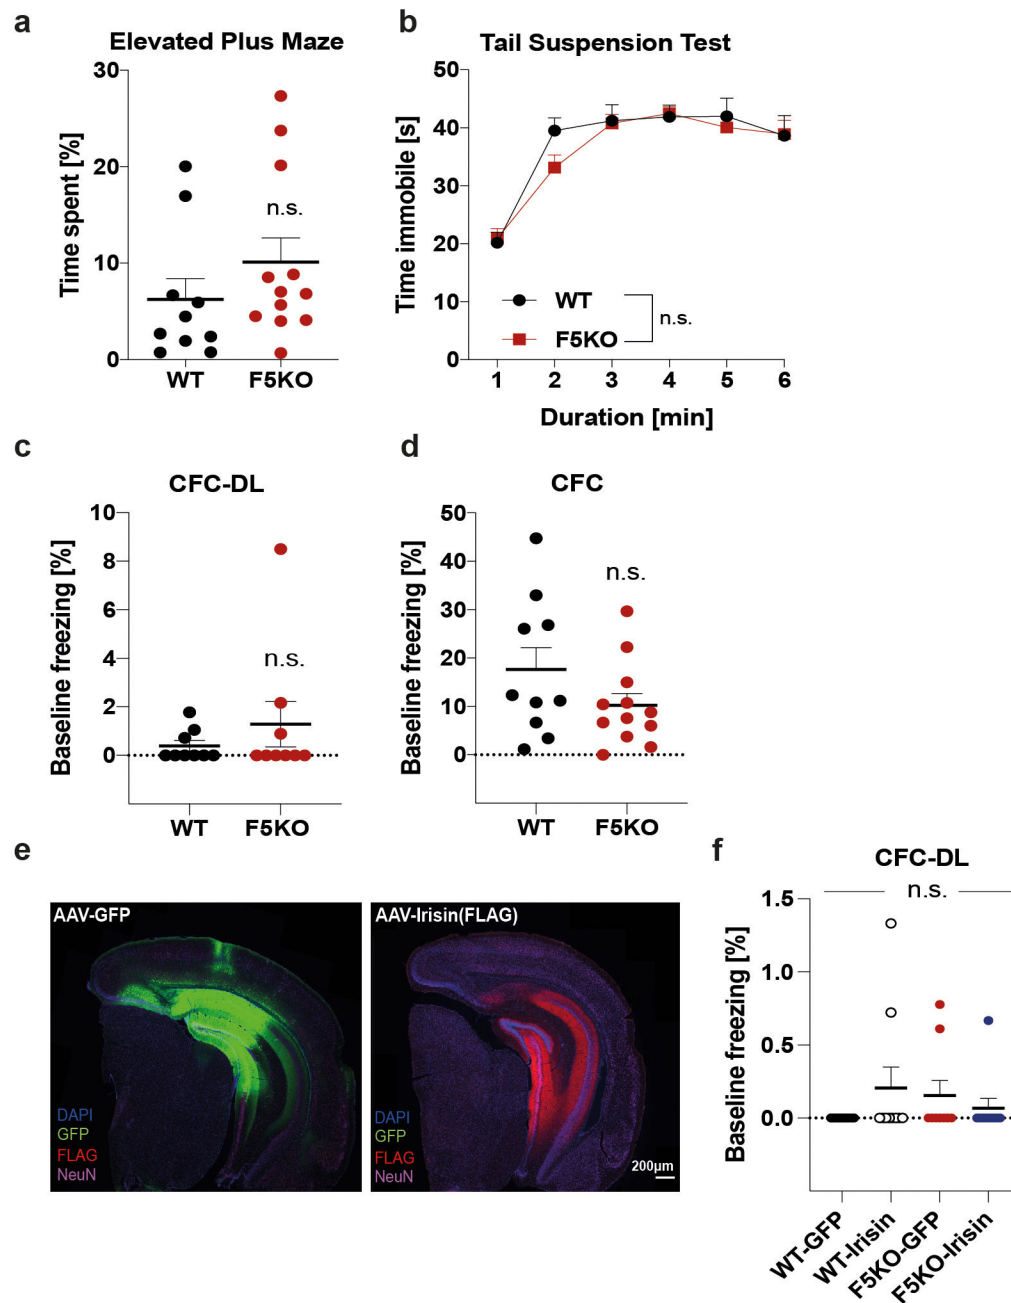 a
Elevated Plus Maze
Time spent [%]
30
20
10
0
n.s.
WT
F5KO
b
Tail Suspension Test
Time immobile [s]
50
40
30
20
10
0
WT
F5KO
n.s.
1 2 3 4 5 6
Duration [min]
c
CFC-DL
Baseline freezing [%]
10
8
6
4
2
0
n.s.
WT
F5KO
d
CFC
Baseline freezing [%]
50
40
30
20
10
0
n.s.
WT
F5KO
e
AAV-GFP
DAPI
GFP
FLAG
NeuN
AAV-Irisin(FLAG)
DAPI
GFP
FLAG
NeuN
200µm
f
CFC-DL
n.s.
Baseline freezing [%]
1.5
1.0
0.5
0.0
WT-GFP
WT-Irisin
F5KO-GFP
F5KO-Irisin